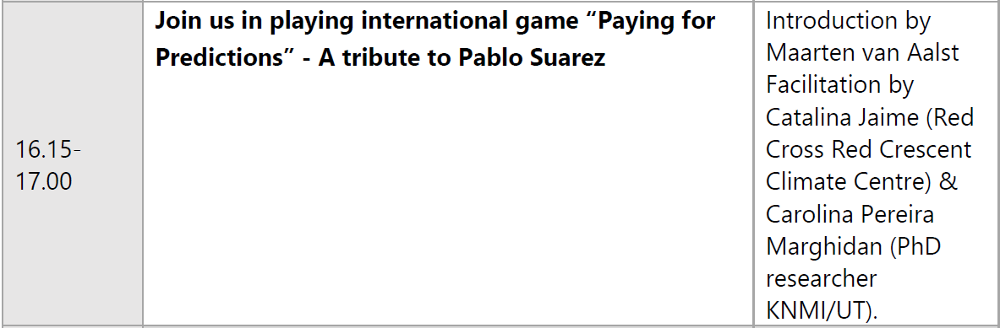 16.15-
17.00
Join us in playing international game “Paying for
Predictions” - A tribute to Pablo Suarez
Introduction by
Maarten van Aalst
Facilitation by
Catalina Jaime (Red
Cross Red Crescent
Climate Centre) &
Carolina Pereira
Marghidan (PhD
researcher
KNMI/UT).